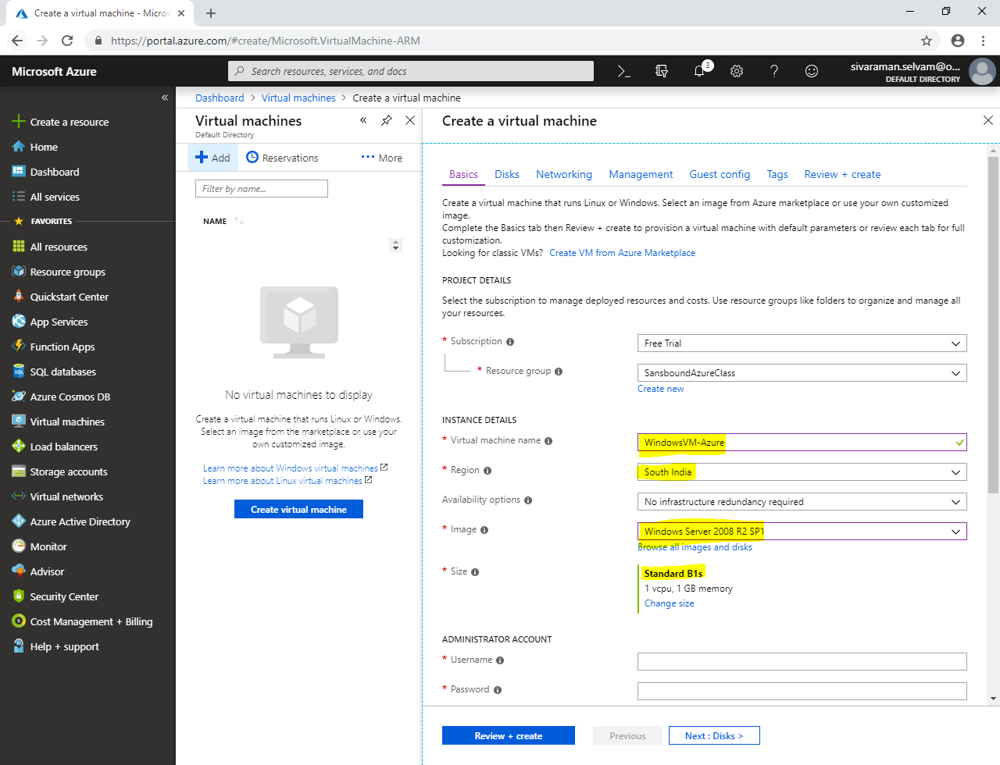 Create a virtual machine - Micros
https://portal.azure.com/#create/Microsoft.VirtualMachine-ARM
Microsoft Azure
Search resources, services, and docs
3
sivaraman.selvam@o...
DEFAULT DIRECTORY
Create a resource
Home
Dashboard
All services
FAVORITES
All resources
Resource groups
Quickstart Center
App Services
Function Apps
SQL databases
Azure Cosmos DB
Virtual machines
Load balancers
Storage accounts
Virtual networks
Azure Active Directory
Monitor
Advisor
Security Center
Cost Management + Billing
Help + support
Dashboard > Virtual machines > Create a virtual machine
Virtual machines
Default Directory
Add
Reservations
More
Filter by name...
NAME
No virtual machines to display
Create a virtual machine that runs Linux or Windows.
Select an image from the marketplace or use your
own customized image.
Learn more about Windows virtual machines
Learn more about Linux virtual machines
Create virtual machine
Create a virtual machine
Basics Disks Networking Management Guest config Tags Review + create
Create a virtual machine that runs Linux or Windows. Select an image from Azure marketplace or use your own customized
image.
Complete the Basics tab then Review + create to provision a virtual machine with default parameters or review each tab for full
customization.
Looking for classic VMs? Create VM from Azure Marketplace
PROJECT DETAILS
Select the subscription to manage deployed resources and costs. Use resource groups like folders to organize and manage all
your resources.
* Subscription Free Trial
* Resource group SansboundAzureClass
Create new
INSTANCE DETAILS
* Virtual machine name WindowsVM-Azure
* Region South India
Availability options No infrastructure redundancy required
* Image Windows Server 2008 R2 SP1
Browse all images and disks
* Size Standard B1s
1 vcpu, 1 GB memory
Change size
ADMINISTRATOR ACCOUNT
* Username
* Password
Review + create
Previous
Next : Disks >